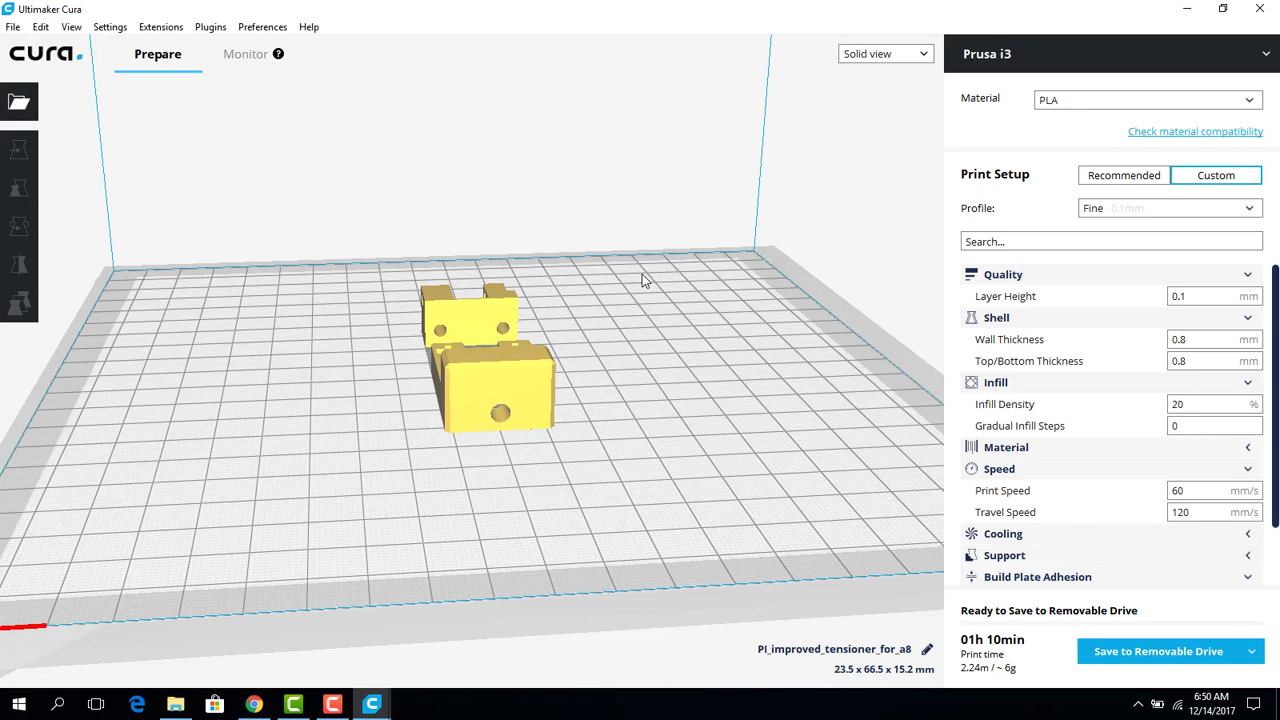 Ultimaker Cura
File Edit View Settings Extensions Plugins Preferences Help
cura.
Prepare
Monitor ?
Solid view
Prusa i3
Material PLA
Check material compatibility
Print Setup Recommended Custom
Profile: Fine 0.1mm
Search...
Quality
Layer Height 0.1 mm
Shell
Wall Thickness 0.8 mm
Top/Bottom Thickness 0.8 mm
Infill
Infill Density 20 %
Gradual Infill Steps 0
Material
Speed
Print Speed 60 mm/s
Travel Speed 120 mm/s
Cooling
Support
Build Plate Adhesion
Ready to Save to Removable Drive
01h 10min
Print time
2.24m / ~ 6g
Save to Removable Drive
PI_improved_tensioner_for_a8
23.5 x 66.5 x 15.2 mm
6:50 AM
12/14/2017